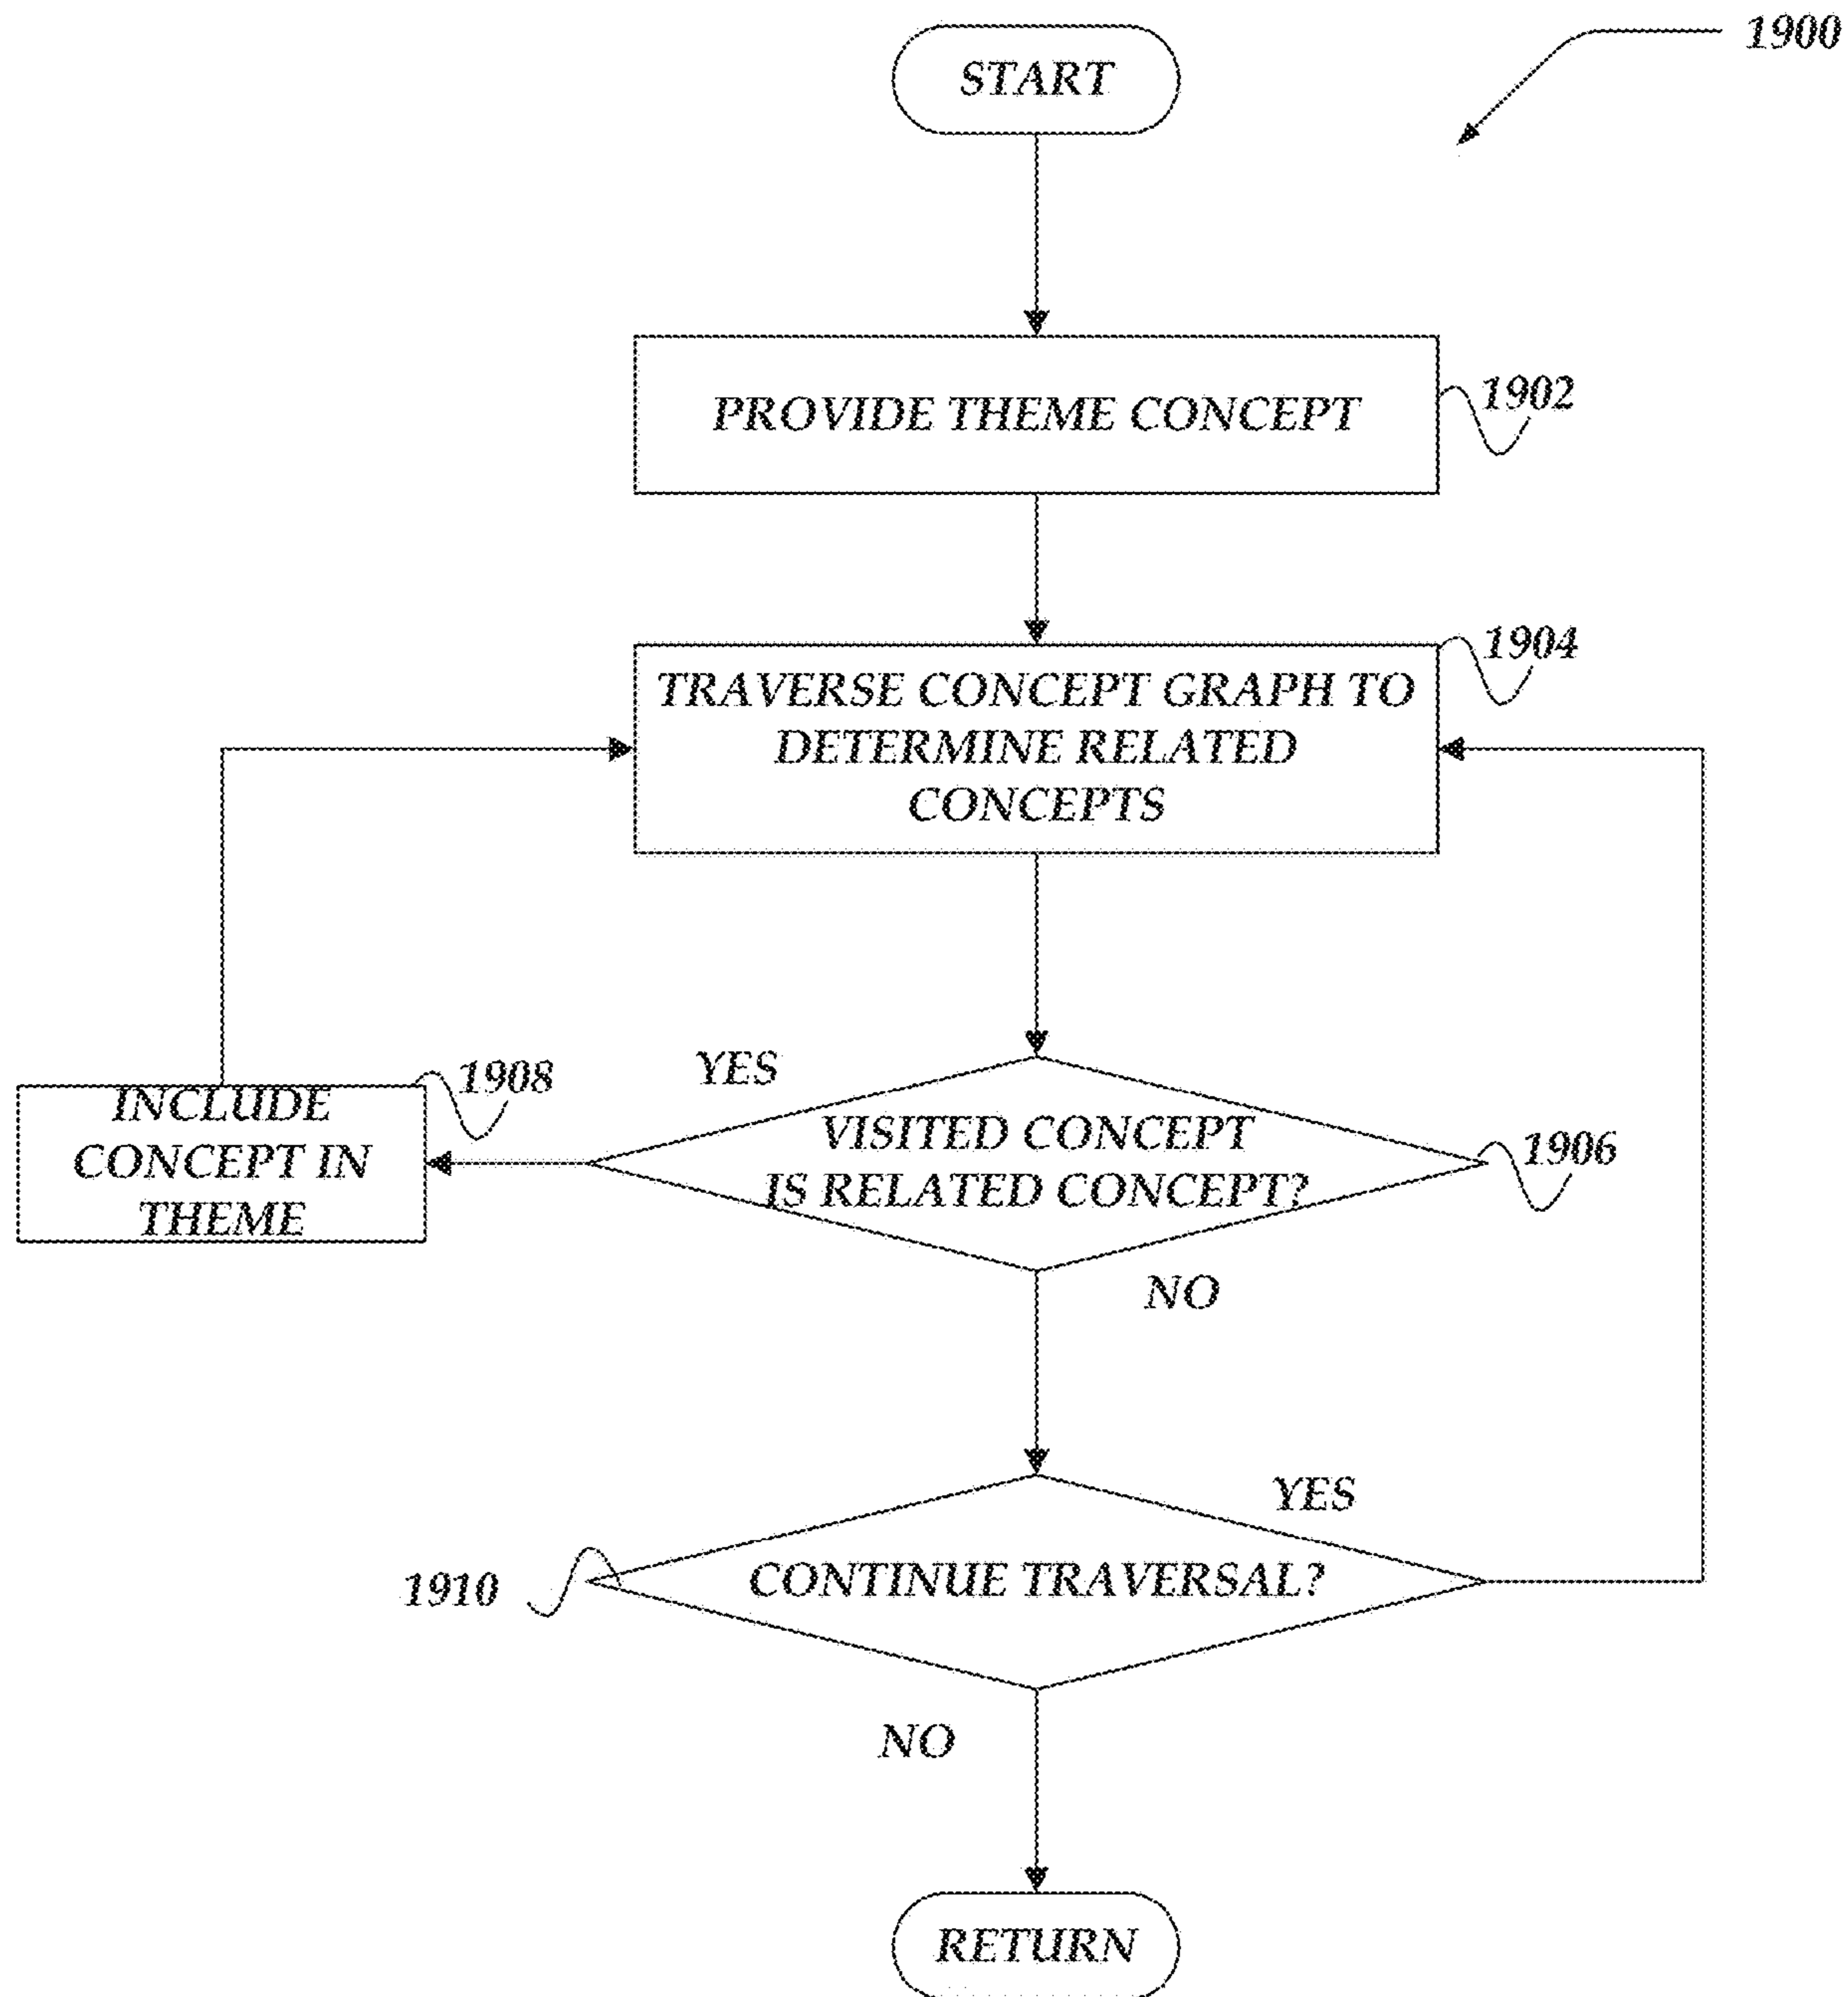 1900
START
PROVIDE THEME CONCEPT
1902
1904
TRAVERSE CONCEPT GRAPH TO
DETERMINE RELATED
CONCEPTS
YES
1908
INCLUDE
CONCEPT IN
THEME
VISITED CONCEPT
IS RELATED CONCEPT?
1906
NO
YES
CONTINUE TRAVERSAL?
1910
NO
RETURN